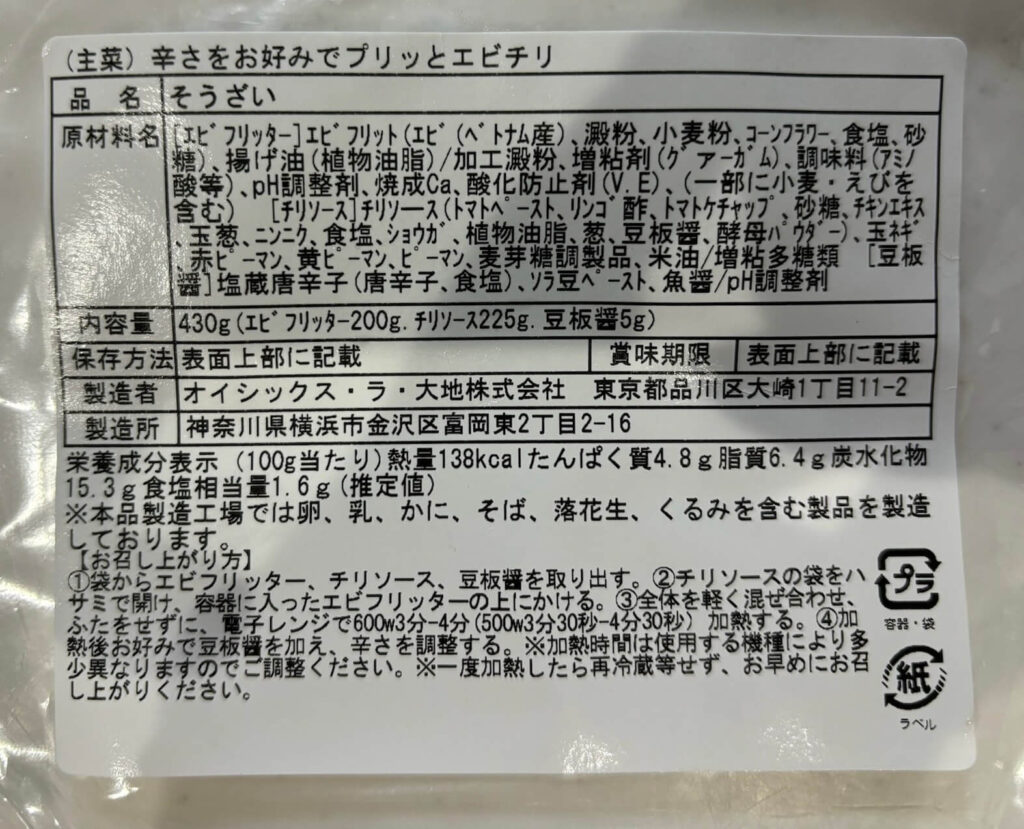 (主菜) 辛さをお好みでプリッとエビチリ
品 名 そうざい
原材料名 [ｴﾋﾞﾌﾘｯﾀｰ]エビフリット(エビ(ﾍﾞﾄﾅﾑ産)、澱粉、小麦粉、ｺｰﾝﾌﾗﾜｰ、食塩、砂
糖)、揚げ油(植物油脂)/加工澱粉、増粘剤(ｸﾞｱｰｶﾞﾑ)、調味料(ｱﾐﾉ
酸等)、pH調整剤、焼成Ca、酸化防止剤(V.E)、(一部に小麦・えびを
含む) [ﾁﾘｿｰｽ]ﾁﾘｿｰｽ(ﾄﾏﾄﾍﾟｰｽﾄ、ﾘﾝｺﾞ酢、ﾄﾏﾄｹﾁｬｯﾌﾟ、砂糖、ﾁｷﾝｴｷｽ
、玉葱、ﾆﾝﾆｸ、食塩、ｼｮｳｶﾞ、植物油脂、葱、豆板醤、酵母ﾊﾟｳﾀﾞｰ)、玉ﾈｷﾞ
、赤ﾋﾟｰﾏﾝ、黄ﾋﾟｰﾏﾝ、ﾋﾟｰﾏﾝ、麦芽糖調製品、米油/増粘多糖類 [豆板
醤]塩蔵唐辛子(唐辛子、食塩)、ｿﾗ豆ﾍﾟｰｽﾄ、魚醤/pH調整剤
内容量 430g(ｴﾋﾞﾌﾘｯﾀｰ200g．ﾁﾘｿｰｽ225g．豆板醤5g)
保存方法 表面上部に記載 賞味期限 表面上部に記載
製造者 オイシックス・ラ・大地株式会社 東京都品川区大崎1丁目11-2
製造所 神奈川県横浜市金沢区富岡東2丁目2-16
栄養成分表示 (100g当たり)熱量138kcalたんぱく質4.8g脂質6.4g炭水化物
15.3g食塩相当量1.6g(推定値)
※本品製造工場では卵、乳、かに、そば、落花生、くるみを含む製品を製造
しております。
【お召し上がり方】
①袋からエビフリッター、チリソース、豆板醤を取り出す。②チリソースの袋をハ
サミで開け、容器に入ったエビフリッターの上にかける。③全体を軽く混ぜ合わせ、
ふたをせずに、電子レンジで600w3分-4分(500w3分30秒-4分30秒) 加熱する。④加
熱後お好みで豆板醤を加え、辛さを調整する。※加熱時間は使用する機種により多
少異なりますのでご調整ください。※一度加熱したら再冷蔵等せず、お早めにお召
し上がりください。
プラ
容器・袋
紙
ラベル